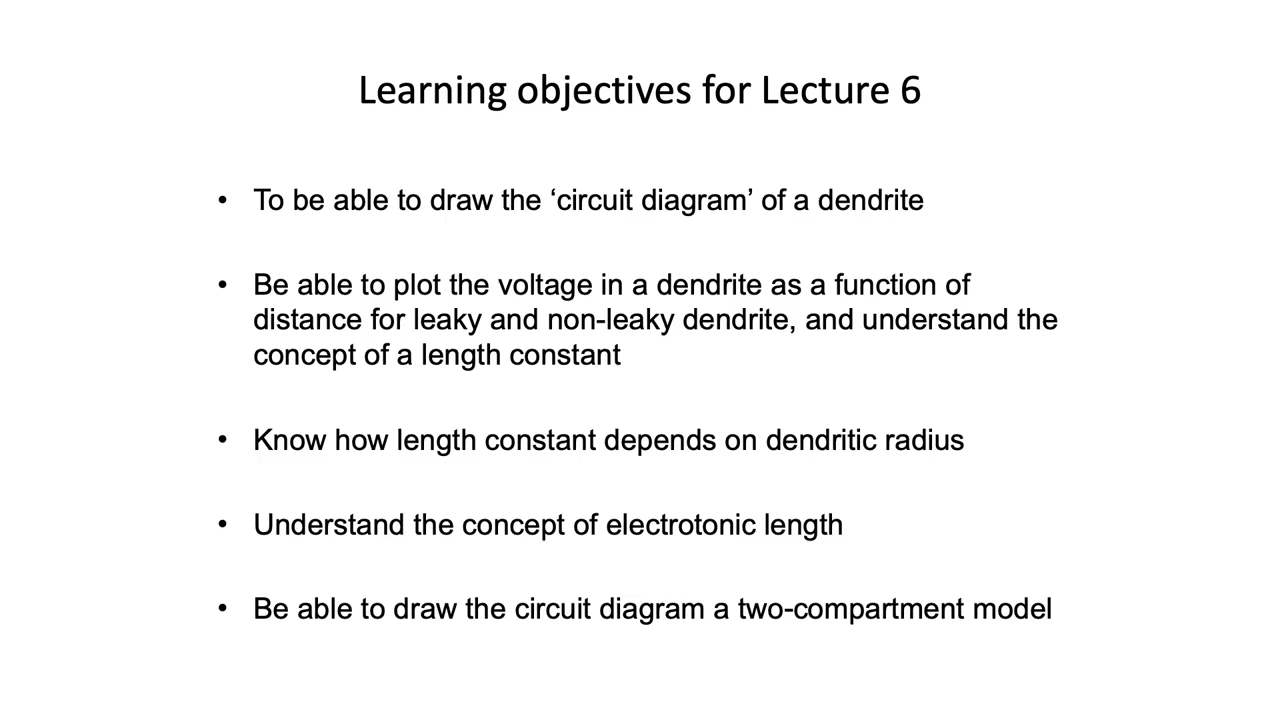 Learning objectives for Lecture 6
• To be able to draw the ‘circuit diagram’ of a dendrite
• Be able to plot the voltage in a dendrite as a function of
distance for leaky and non-leaky dendrite, and understand the
concept of a length constant
• Know how length constant depends on dendritic radius
• Understand the concept of electrotonic length
• Be able to draw the circuit diagram a two-compartment model